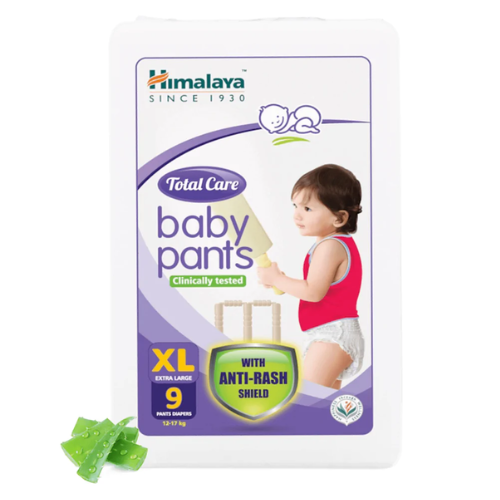 Himalaya™
SINCE 1930
Total Care
baby
pants
Clinically tested
XL
EXTRA LARGE
9
PANTS DIAPERS
12-17 kg
WITH
ANTI-RASH
SHIELD